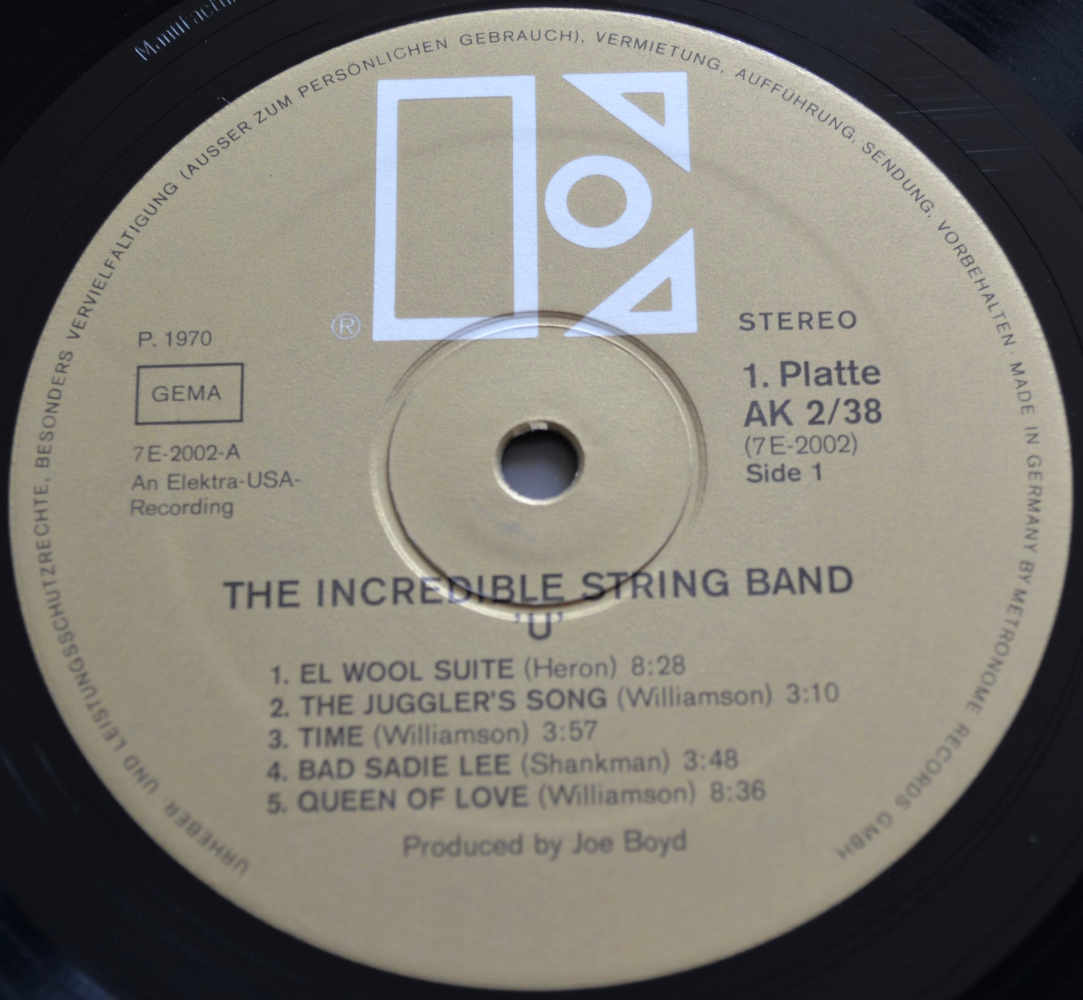 Manufactu
URHEBER. UND LEISTUNGSSCHUTZRECHTE, BESONDERS VERVIELFÄLTIGUNG (AUSSER ZUM PERSÖNLICHEN GEBRAUCH), VERMIETUNG, AUFFÜHRUNG, SENDUNG, VORBEHALTEN · MADE IN GERMANY BY METRONOME RECORDS GMBH
®
STEREO
P. 1970
GEMA
7E-2002-A
An Elektra-USA-
Recording
1. Platte
AK 2/38
(7E-2002)
Side 1
THE INCREDIBLE STRING BAND
'U'
1. EL WOOL SUITE (Heron) 8:28
2. THE JUGGLER'S SONG (Williamson) 3:10
3. TIME (Williamson) 3:57
4. BAD SADIE LEE (Shankman) 3:48
5. QUEEN OF LOVE (Williamson) 8:36
Produced by Joe Boyd